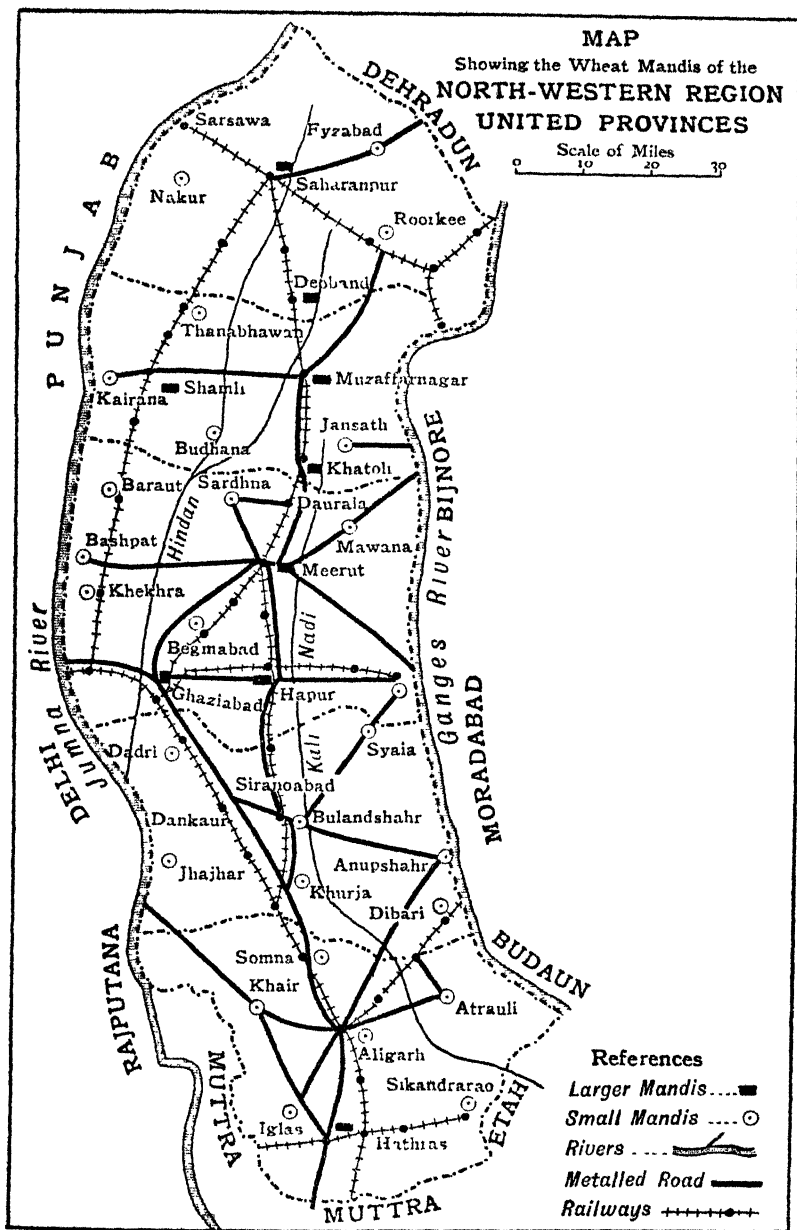 MAP
Showing the Wheat Mandis of the
NORTH-WESTERN REGION
UNITED PROVINCES
Scale of Miles
0 10 20 30
DEHRADUN
Sarsawa
Fyzabad
Saharanpur
Nakur
Roorkee
PUNJAB
Deoband
Thanabhawan
Kairana
Shamli
Muzaffarnagar
Jansath
Budhana
Khatoli
Baraut
Sardhna
Daurala
BIJNORE
Hindan
Mawana
Bashpat
Meerut
Khekhra
Ganges River
Begmabad
Nadi
Jumna River
Ghaziabad
Hapur
DELHI
Kali
Syaia
MORADABAD
Dadri
Siranoabad
Dankaur
Bulandshahr
Jhajhar
Anupshahr
Khurja
Dibari
RAJPUTANA
Somna
BUDAUN
Khair
Atrauli
Aligarh
MUTTRA
Sikandrarao
ETAH
Iglas
Hathras
MUTTRA
References
Larger Mandis....
Small Mandis ....
Rivers ....
Metalled Road
Railways